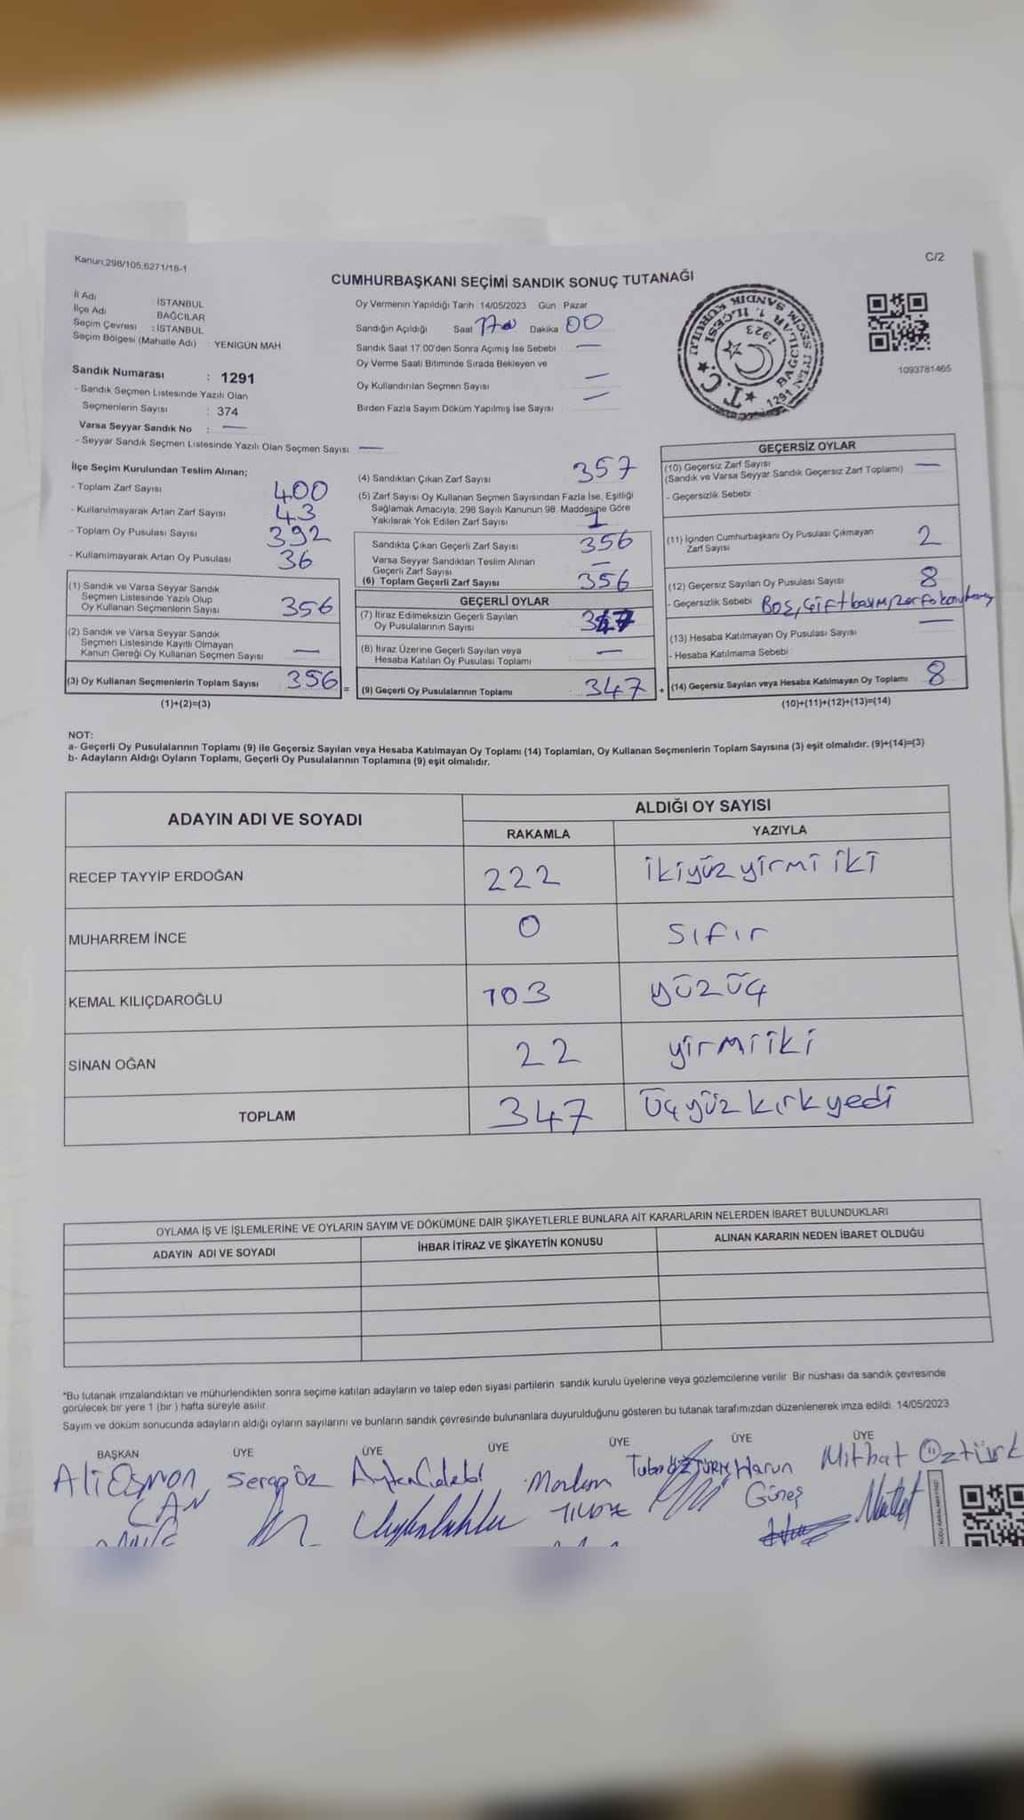 Kanun:298/105,6271/18-1
C/2
CUMHURBAŞKANI SEÇİMİ SANDIK SONUÇ TUTANAĞI
İl Adı : İSTANBUL
İlçe Adı : BAĞCILAR
Seçim Çevresi : İSTANBUL
Seçim Bölgesi (Mahalle Adı) : YENİGÜN MAH
Sandık Numarası : 1291
- Sandık Seçmen Listesinde Yazılı Olan
Seçmenlerin Sayısı : 374
Varsa Seyyar Sandık No : —
- Seyyar Sandık Seçmen Listesinde Yazılı Olan Seçmen Sayısı : —
Oy Vermenin Yapıldığı Tarih 14/05/2023 Gün : Pazar
Sandığın Açıldığı Saat Dakika 00
Sandık Saat 17.00'den Sonra Açılmış İse Sebebi —
Oy Verme Saati Bitiminde Sırada Bekleyen ve
Oy Kullandırılan Seçmen Sayısı —
Birden Fazla Sayım Döküm Yapılmış İse Sayısı —
T.C.
BAĞCILAR 1. İLÇESİ
1291 SEÇİM SANDIK KURULU
1923
1093781465
İlçe Seçim Kurulundan Teslim Alınan;
- Toplam Zarf Sayısı 400
- Kullanılmayarak Artan Zarf Sayısı 43
- Toplam Oy Pusulası Sayısı 392
- Kullanılmayarak Artan Oy Pusulası 36
(1) Sandık ve Varsa Seyyar Sandık
Seçmen Listesinde Yazılı Olup
Oy Kullanan Seçmenlerin Sayısı 356
(2) Sandık ve Varsa Seyyar Sandık
Seçmen Listesinde Kayıtlı Olmayan
Kanun Gereği Oy Kullanan Seçmen Sayısı —
(3) Oy Kullanan Seçmenlerin Toplam Sayısı 356 =
(1)+(2)=(3)
(4) Sandıktan Çıkan Zarf Sayısı 357
(5) Zarf Sayısı Oy Kullanan Seçmen Sayısından Fazla İse, Eşitliği
Sağlamak Amacıyla, 298 Sayılı Kanunun 98. Maddesine Göre
Yakılarak Yok Edilen Zarf Sayısı 1
Sandıkta Çıkan Geçerli Zarf Sayısı 356
Varsa Seyyar Sandıktan Teslim Alınan
Geçerli Zarf Sayısı —
(6) Toplam Geçerli Zarf Sayısı 356
GEÇERLİ OYLAR
(7) İtiraz Edilmeksizin Geçerli Sayılan
Oy Pusulalarının Sayısı 347
(8) İtiraz Üzerine Geçerli Sayılan veya
Hesaba Katılan Oy Pusulası Toplamı —
(9) Geçerli Oy Pusulalarının Toplamı 347 +
GEÇERSİZ OYLAR
(10) Geçersiz Zarf Sayısı
(Sandık ve Varsa Seyyar Sandık Geçersiz Zarf Toplamı) —
- Geçersizlik Sebebi
(11) İçinden Cumhurbaşkanı Oy Pusulası Çıkmayan
Zarf Sayısı 2
(12) Geçersiz Sayılan Oy Pusulası Sayısı 8
- Geçersizlik Sebebi Boş, Çift basım,
(13) Hesaba Katılmayan Oy Pusulası Sayısı —
- Hesaba Katılmama Sebebi
(14) Geçersiz Sayılan veya Hesaba Katılmayan Oy Toplamı 8
(10)+(11)+(12)+(13)=(14)
NOT:
a- Geçerli Oy Pusulalarının Toplamı (9) ile Geçersiz Sayılan veya Hesaba Katılmayan Oy Toplamı (14) Toplamları, Oy Kullanan Seçmenlerin Toplam Sayısına (3) eşit olmalıdır. (9)+(14)=(3)
b- Adayların Aldığı Oyların Toplamı, Geçerli Oy Pusulalarının Toplamına (9) eşit olmalıdır.
ADAYIN ADI VE SOYADI ALDIĞI OY SAYISI
RAKAMLA YAZIYLA
RECEP TAYYİP ERDOĞAN 222 ikiyüzyirmi iki
MUHARREM İNCE 0 sıfır
KEMAL KILIÇDAROĞLU 103 yüzüç
SİNAN OĞAN 22 yirmiiki
TOPLAM 347 Üçyüz kırk yedi
OYLAMA İŞ VE İŞLEMLERİNE VE OYLARIN SAYIM VE DÖKÜMÜNE DAİR ŞİKAYETLERLE BUNLARA AİT KARARLARIN NELERDEN İBARET BULUNDUKLARI
ADAYIN ADI VE SOYADI İHBAR İTİRAZ VE ŞİKAYETİN KONUSU ALINAN KARARIN NEDEN İBARET OLDUĞU
*Bu tutanak imzalandıktan ve mühürlendikten sonra seçime katılan adayların ve talep eden siyasi partilerin sandık kurulu üyelerine veya gözlemcilerine verilir. Bir nüshası da sandık çevresinde
görülecek bir yere 1 (bir) hafta süreyle asılır.
Sayım ve döküm sonucunda adayların aldığı oyların sayılarını ve bunların sandık çevresinde bulunanlara duyurulduğunu gösteren bu tutanak tarafımızdan düzenlenerek imza edildi. 14/05/2023
BAŞKAN ÜYE ÜYE ÜYE ÜYE ÜYE ÜYE
Ali Osman Serap Öz Harun Mithat Öztürk
CAN Güneş